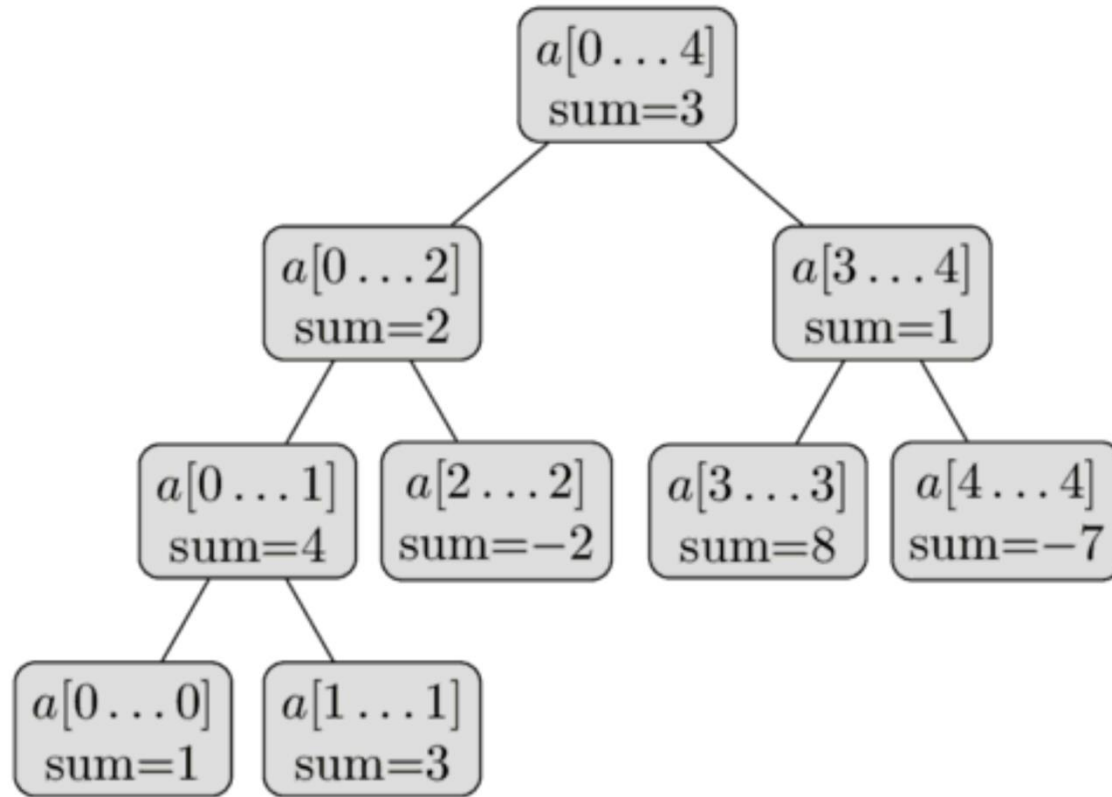 a[0 … 4]
sum=3
a[0 … 2]
sum=2
a[3 … 4]
sum=1
a[0 … 1]
sum=4
a[2 … 2]
sum=−2
a[3 … 3]
sum=8
a[4 … 4]
sum=−7
a[0 … 0]
sum=1
a[1 … 1]
sum=3